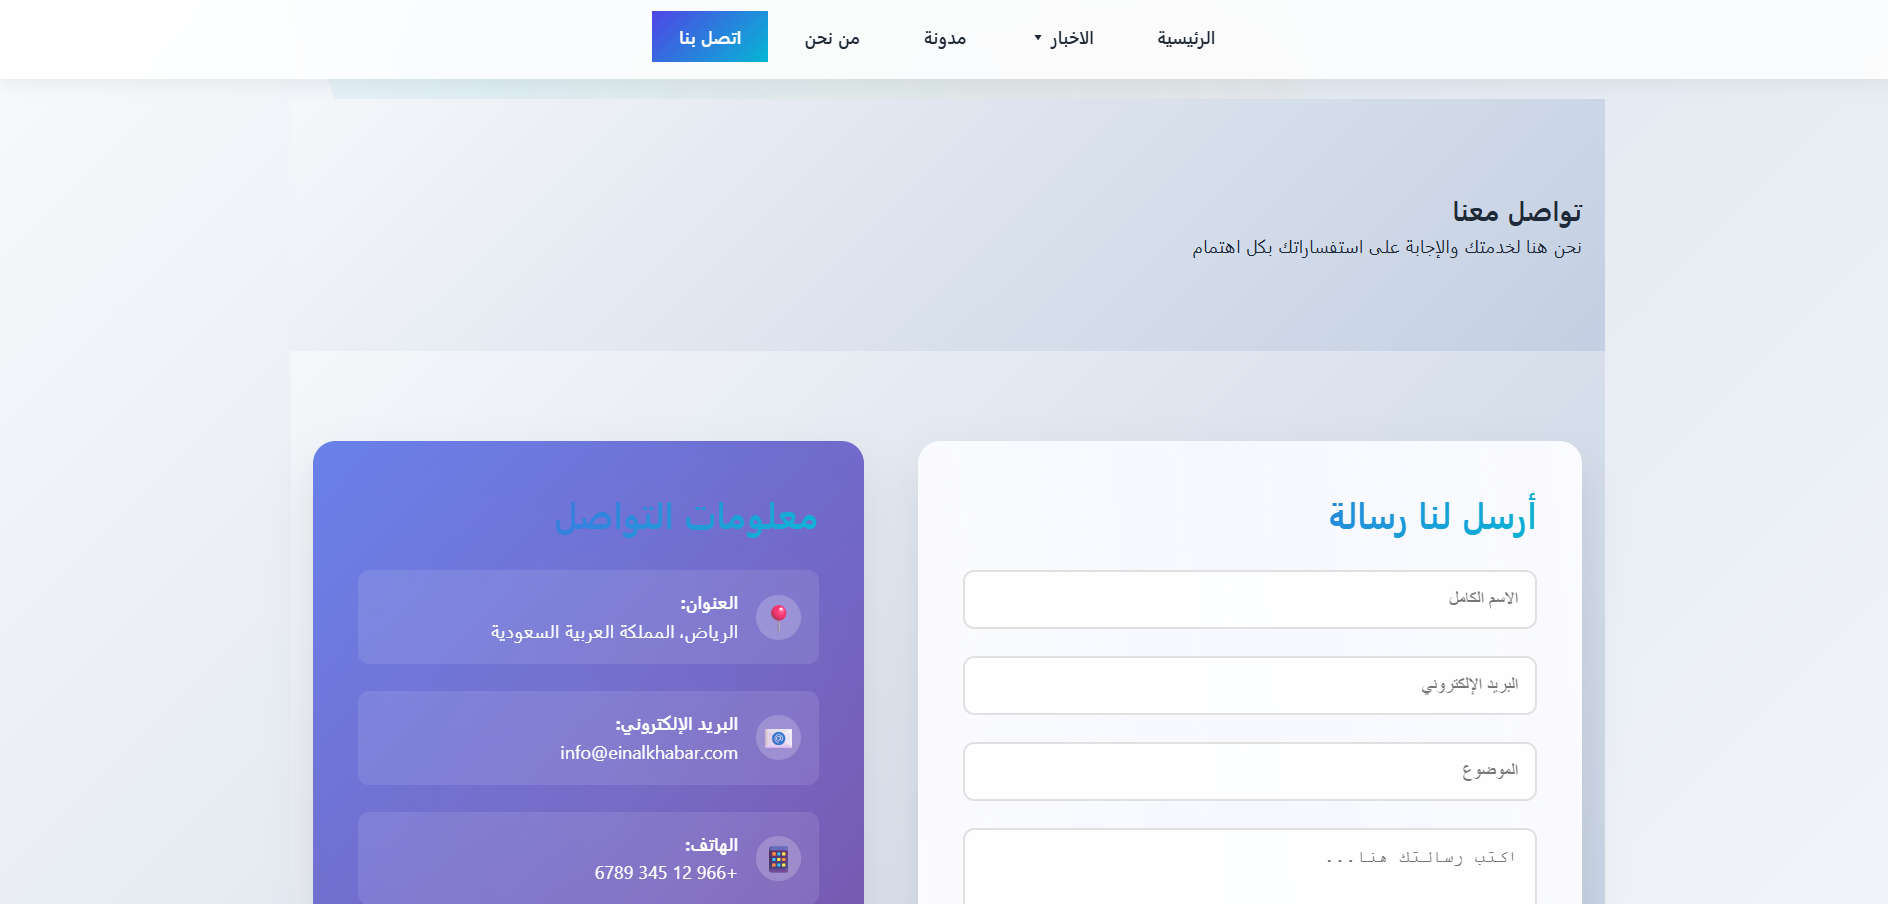 الرئيسية
الاخبار
مدونة
من نحن
اتصل بنا
تواصل معنا
نحن هنا لخدمتك والإجابة على استفساراتك بكل اهتمام
أرسل لنا رسالة
الاسم الكامل
البريد الإلكتروني
الموضوع
اكتب رسالتك هنا...
معلومات التواصل
العنوان:
الرياض، المملكة العربية السعودية
البريد الإلكتروني:
info@einalkhabar.com
الهاتف:
+966 12 345 6789